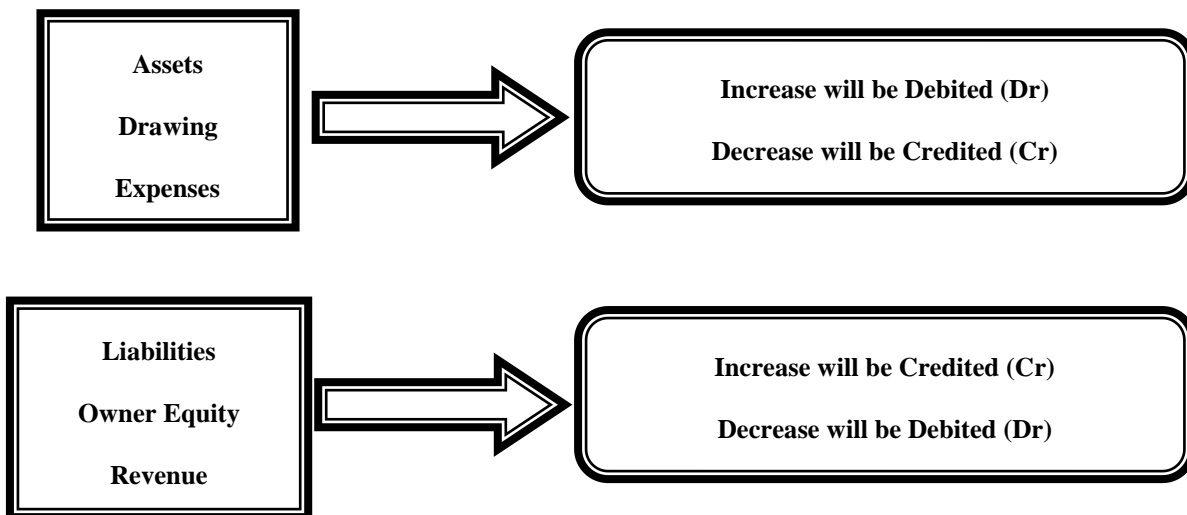 Assets
Drawing
Expenses
Increase will be Debited (Dr)
Decrease will be Credited (Cr)
Liabilities
Owner Equity
Revenue
Increase will be Credited (Cr)
Decrease will be Debited (Dr)